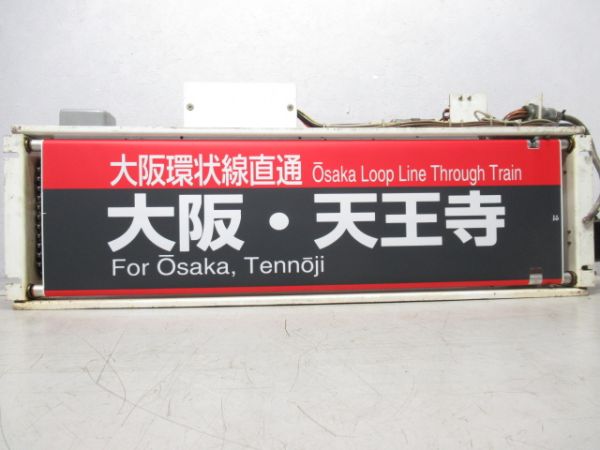 大阪環状線直通 Ōsaka Loop Line Through Train
大阪・天王寺
For Ōsaka, Tennōji